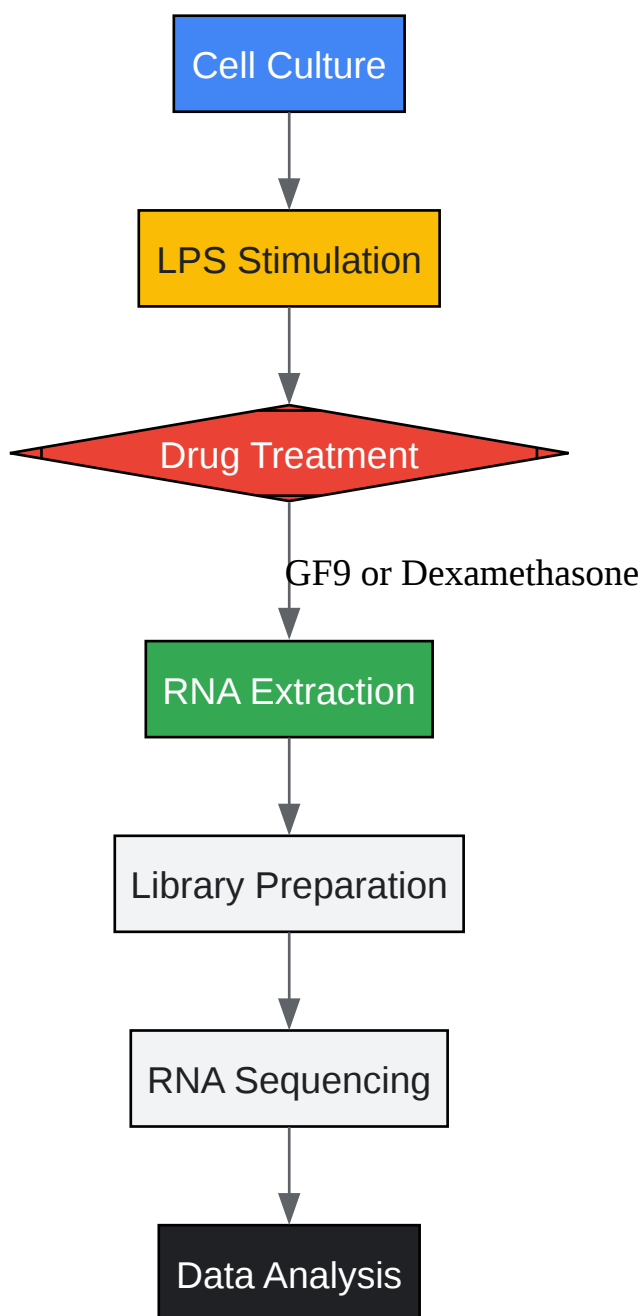 Cell Culture
LPS Stimulation
Drug Treatment
GF9 or Dexamethasone
RNA Extraction
Library Preparation
RNA Sequencing
Data Analysis